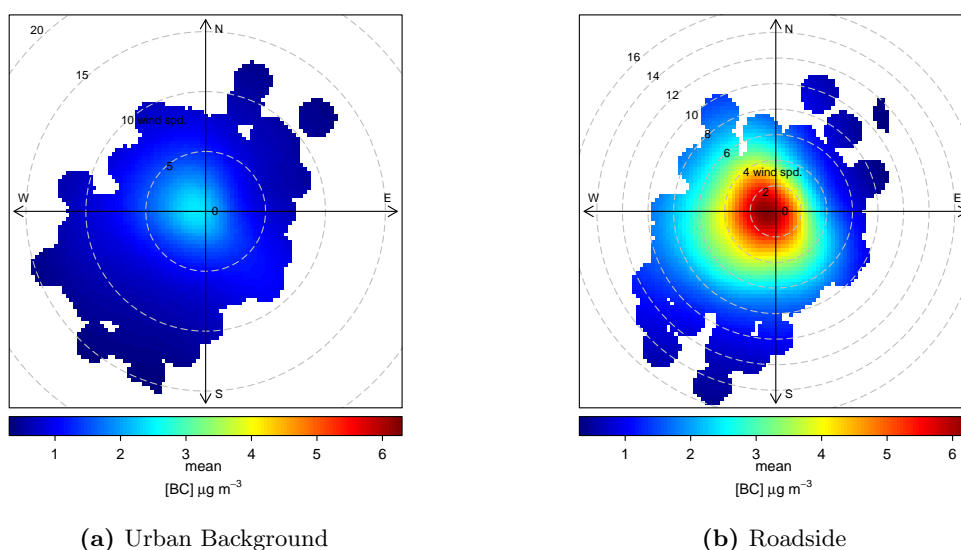 20
15
10 wind spd.
5
0
N
W
E
S
1 2 3 4 5 6
mean
[BC] μg m⁻³
(a) Urban Background
16
14
12
10
8
6
4 wind spd.
2
0
N
W
E
S
1 2 3 4 5 6
mean
[BC] μg m⁻³
(b) Roadside